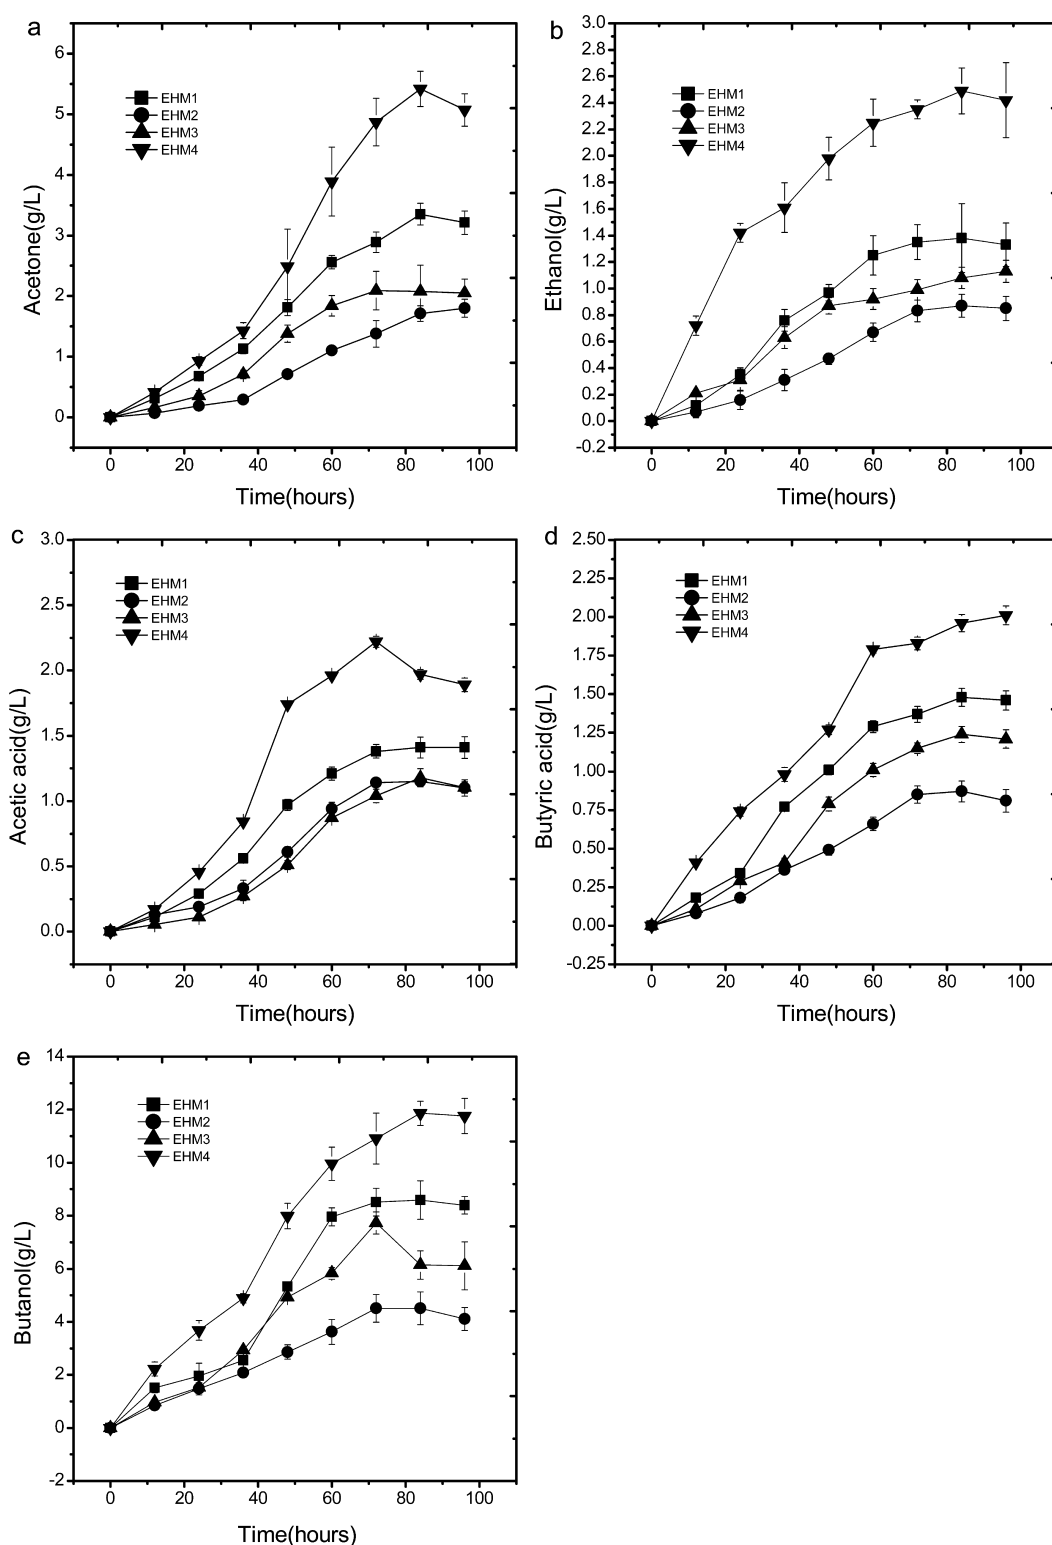 a
6
5
4
3
2
1
0
EHM1
EHM2
EHM3
EHM4
Acetone(g/L)
0 20 40 60 80 100
Time(hours)
b
3.0
2.8
2.6
2.4
2.2
2.0
1.8
1.6
1.4
1.2
1.0
0.8
0.6
0.4
0.2
0.0
-0.2
EHM1
EHM2
EHM3
EHM4
Ethanol(g/L)
0 20 40 60 80 100
Time(hours)
c
3.0
2.5
2.0
1.5
1.0
0.5
0.0
EHM1
EHM2
EHM3
EHM4
Acetic acid(g/L)
0 20 40 60 80 100
Time(hours)
d
2.50
2.25
2.00
1.75
1.50
1.25
1.00
0.75
0.50
0.25
0.00
-0.25
EHM1
EHM2
EHM3
EHM4
Butyric acid(g/L)
0 20 40 60 80 100
Time(hours)
e
14
12
10
8
6
4
2
0
-2
EHM1
EHM2
EHM3
EHM4
Butanol(g/L)
0 20 40 60 80 100
Time(hours)